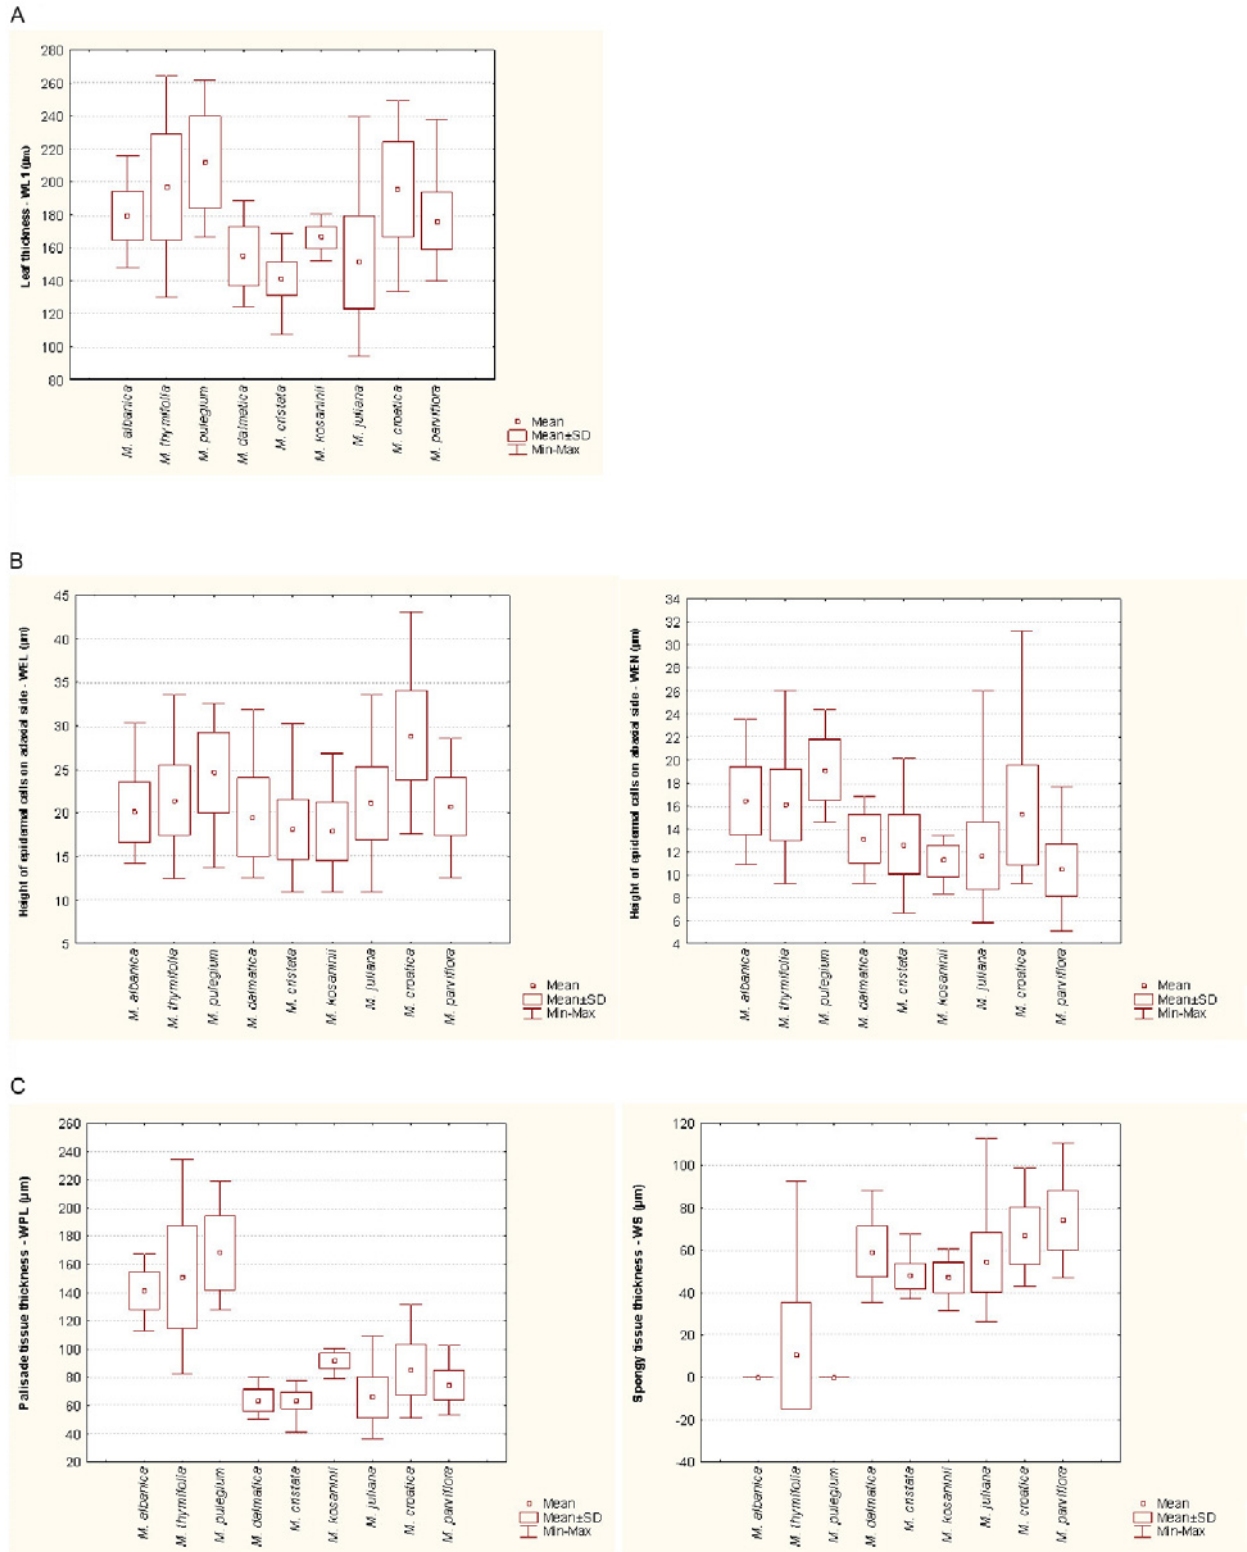 A
280
260
240
220
200
180
160
140
120
100
80
Leaf thickness - WL1 (µm)
M. albanica
M. thymifolia
M. pulegium
M. dalmatica
M. cristata
M. kosaninii
M. juliana
M. croatica
M. parviflora
Mean
Mean±SD
Min-Max
B
45
40
35
30
25
20
15
10
5
Height of epidermal cells on adaxial side - WEL (µm)
M. albanica
M. thymifolia
M. pulegium
M. dalmatica
M. cristata
M. kosaninii
M. juliana
M. croatica
M. parviflora
Mean
Mean±SD
Min-Max
34
32
30
28
26
24
22
20
18
16
14
12
10
8
6
4
Height of epidermal cells on abaxial side - WEN (µm)
M. albanica
M. thymifolia
M. pulegium
M. dalmatica
M. cristata
M. kosaninii
M. juliana
M. croatica
M. parviflora
Mean
Mean±SD
Min-Max
C
260
240
220
200
180
160
140
120
100
80
60
40
20
Palisade tissue thickness - WPL (µm)
M. albanica
M. thymifolia
M. pulegium
M. dalmatica
M. cristata
M. kosaninii
M. juliana
M. croatica
M. parviflora
Mean
Mean±SD
Min-Max
120
100
80
60
40
20
0
-20
-40
Spongy tissue thickness - WS (µm)
M. albanica
M. thymifolia
M. pulegium
M. dalmatica
M. cristata
M. kosaninii
M. juliana
M. croatica
M. parviflora
Mean
Mean±SD
Min-Max